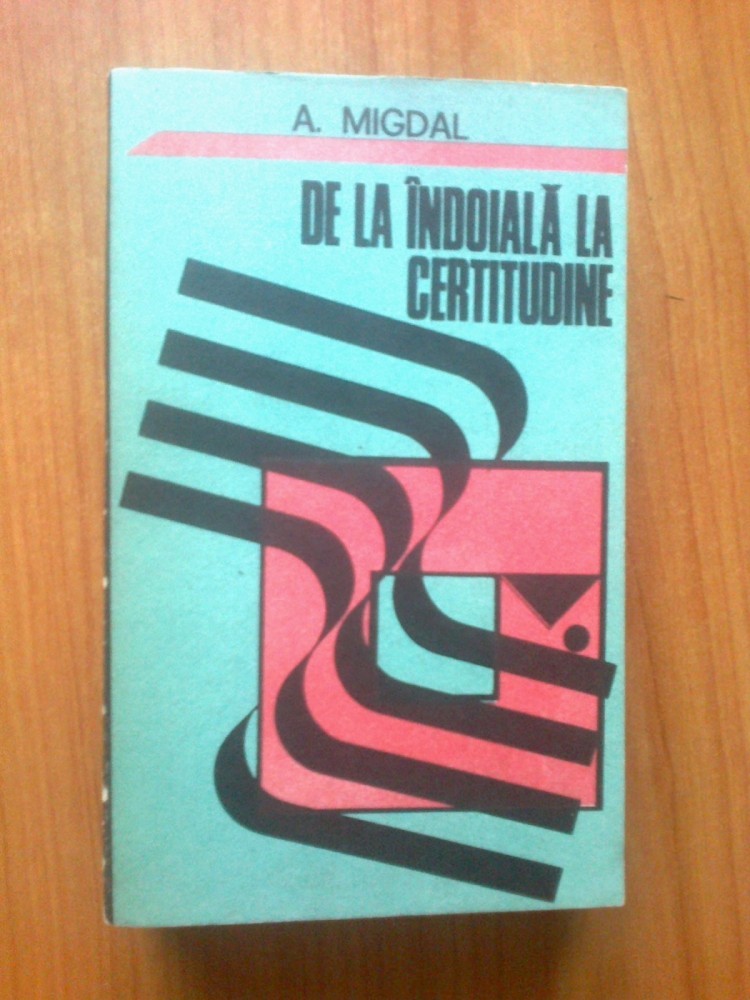 A. MIGDAL
DE LA ÎNDOIALĂ LA
CERTITUDINE